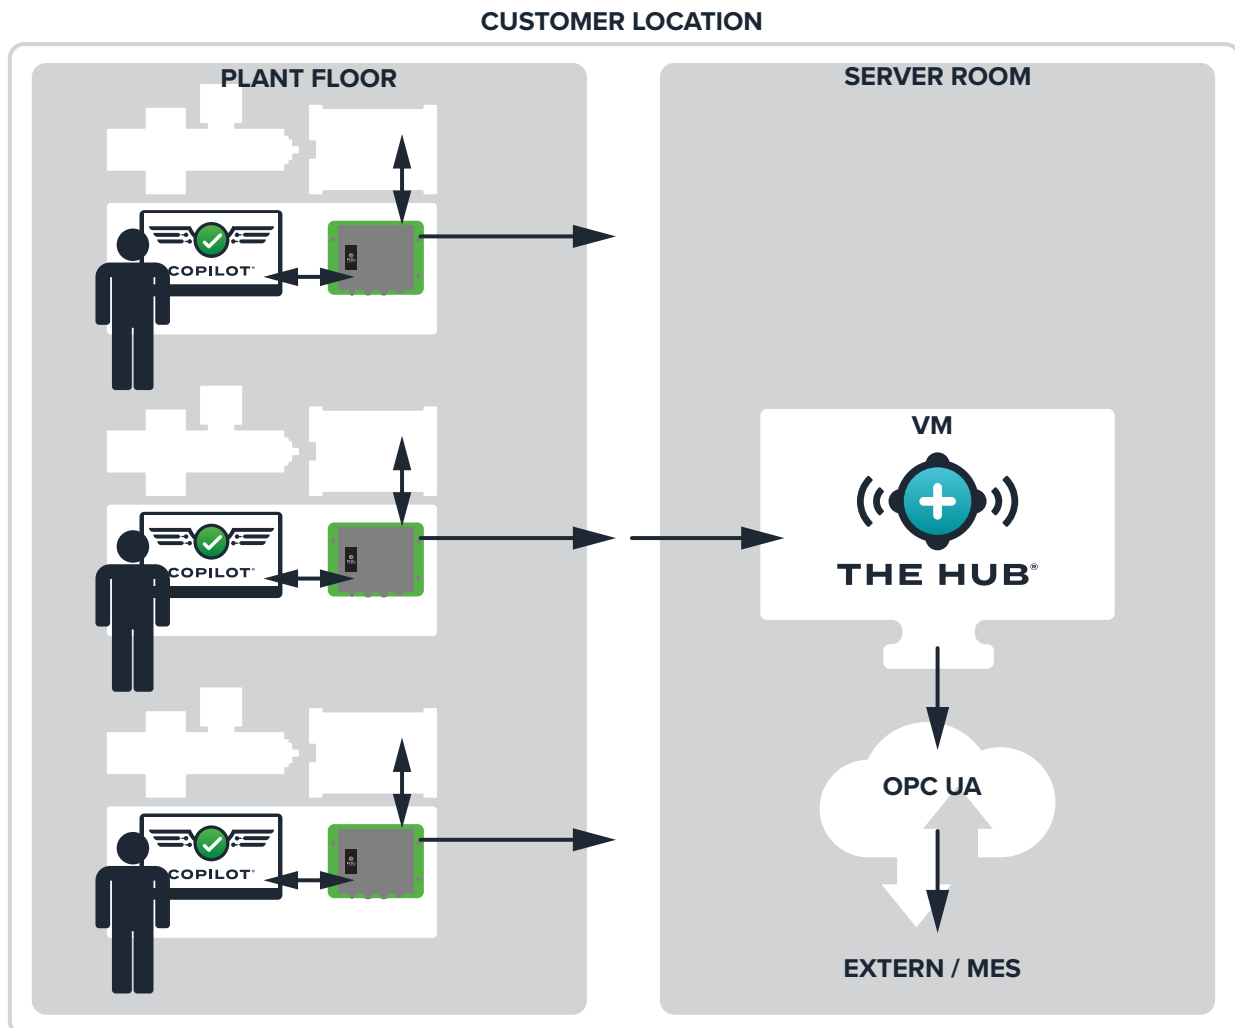 CUSTOMER LOCATION
PLANT FLOOR
SERVER ROOM
COPILOT®
COPILOT®
COPILOT®
VM
THE HUB®
OPC UA
EXTERN / MES